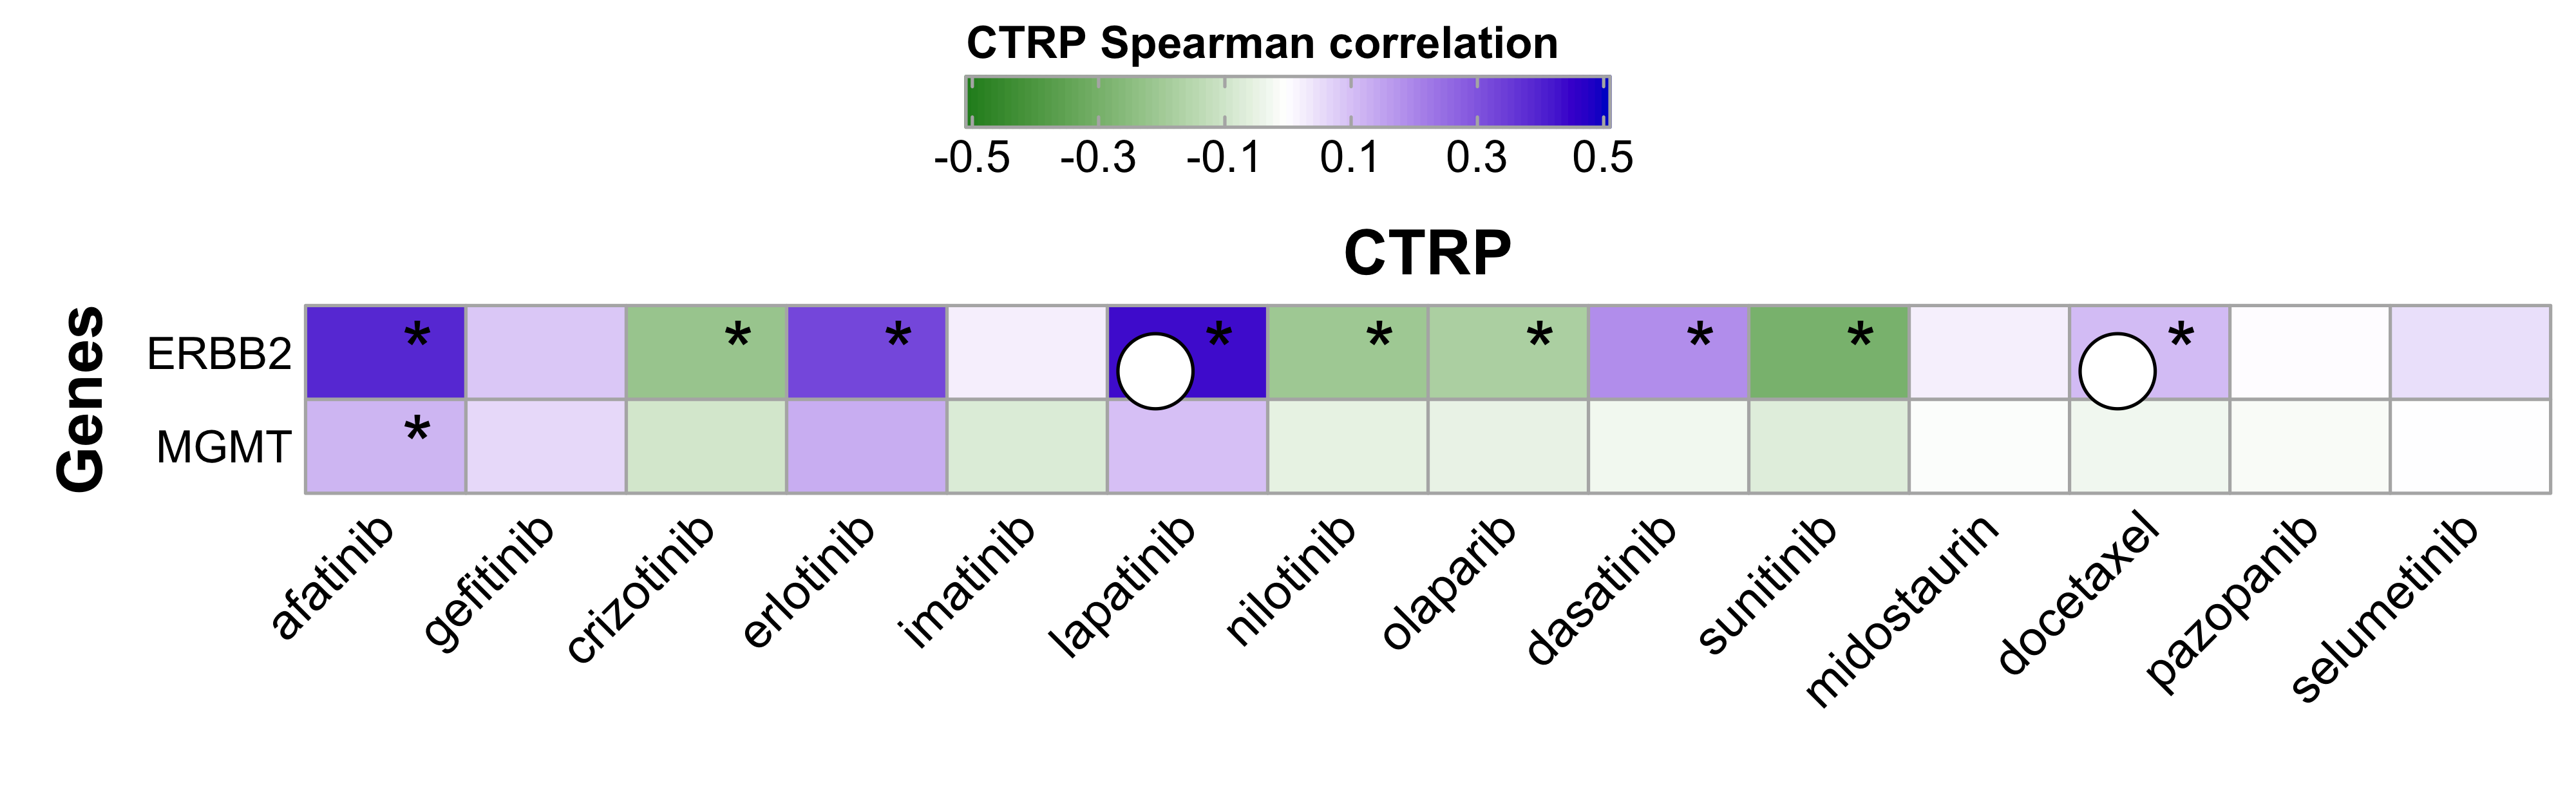 CTRP Spearman correlation
-0.5 -0.3 -0.1 0.1 0.3 0.5
CTRP
Genes
ERBB2 * * * * * * * * *
MGMT *
afatinib gefitinib crizotinib erlotinib imatinib lapatinib nilotinib olaparib dasatinib sunitinib midostaurin docetaxel pazopanib selumetinib